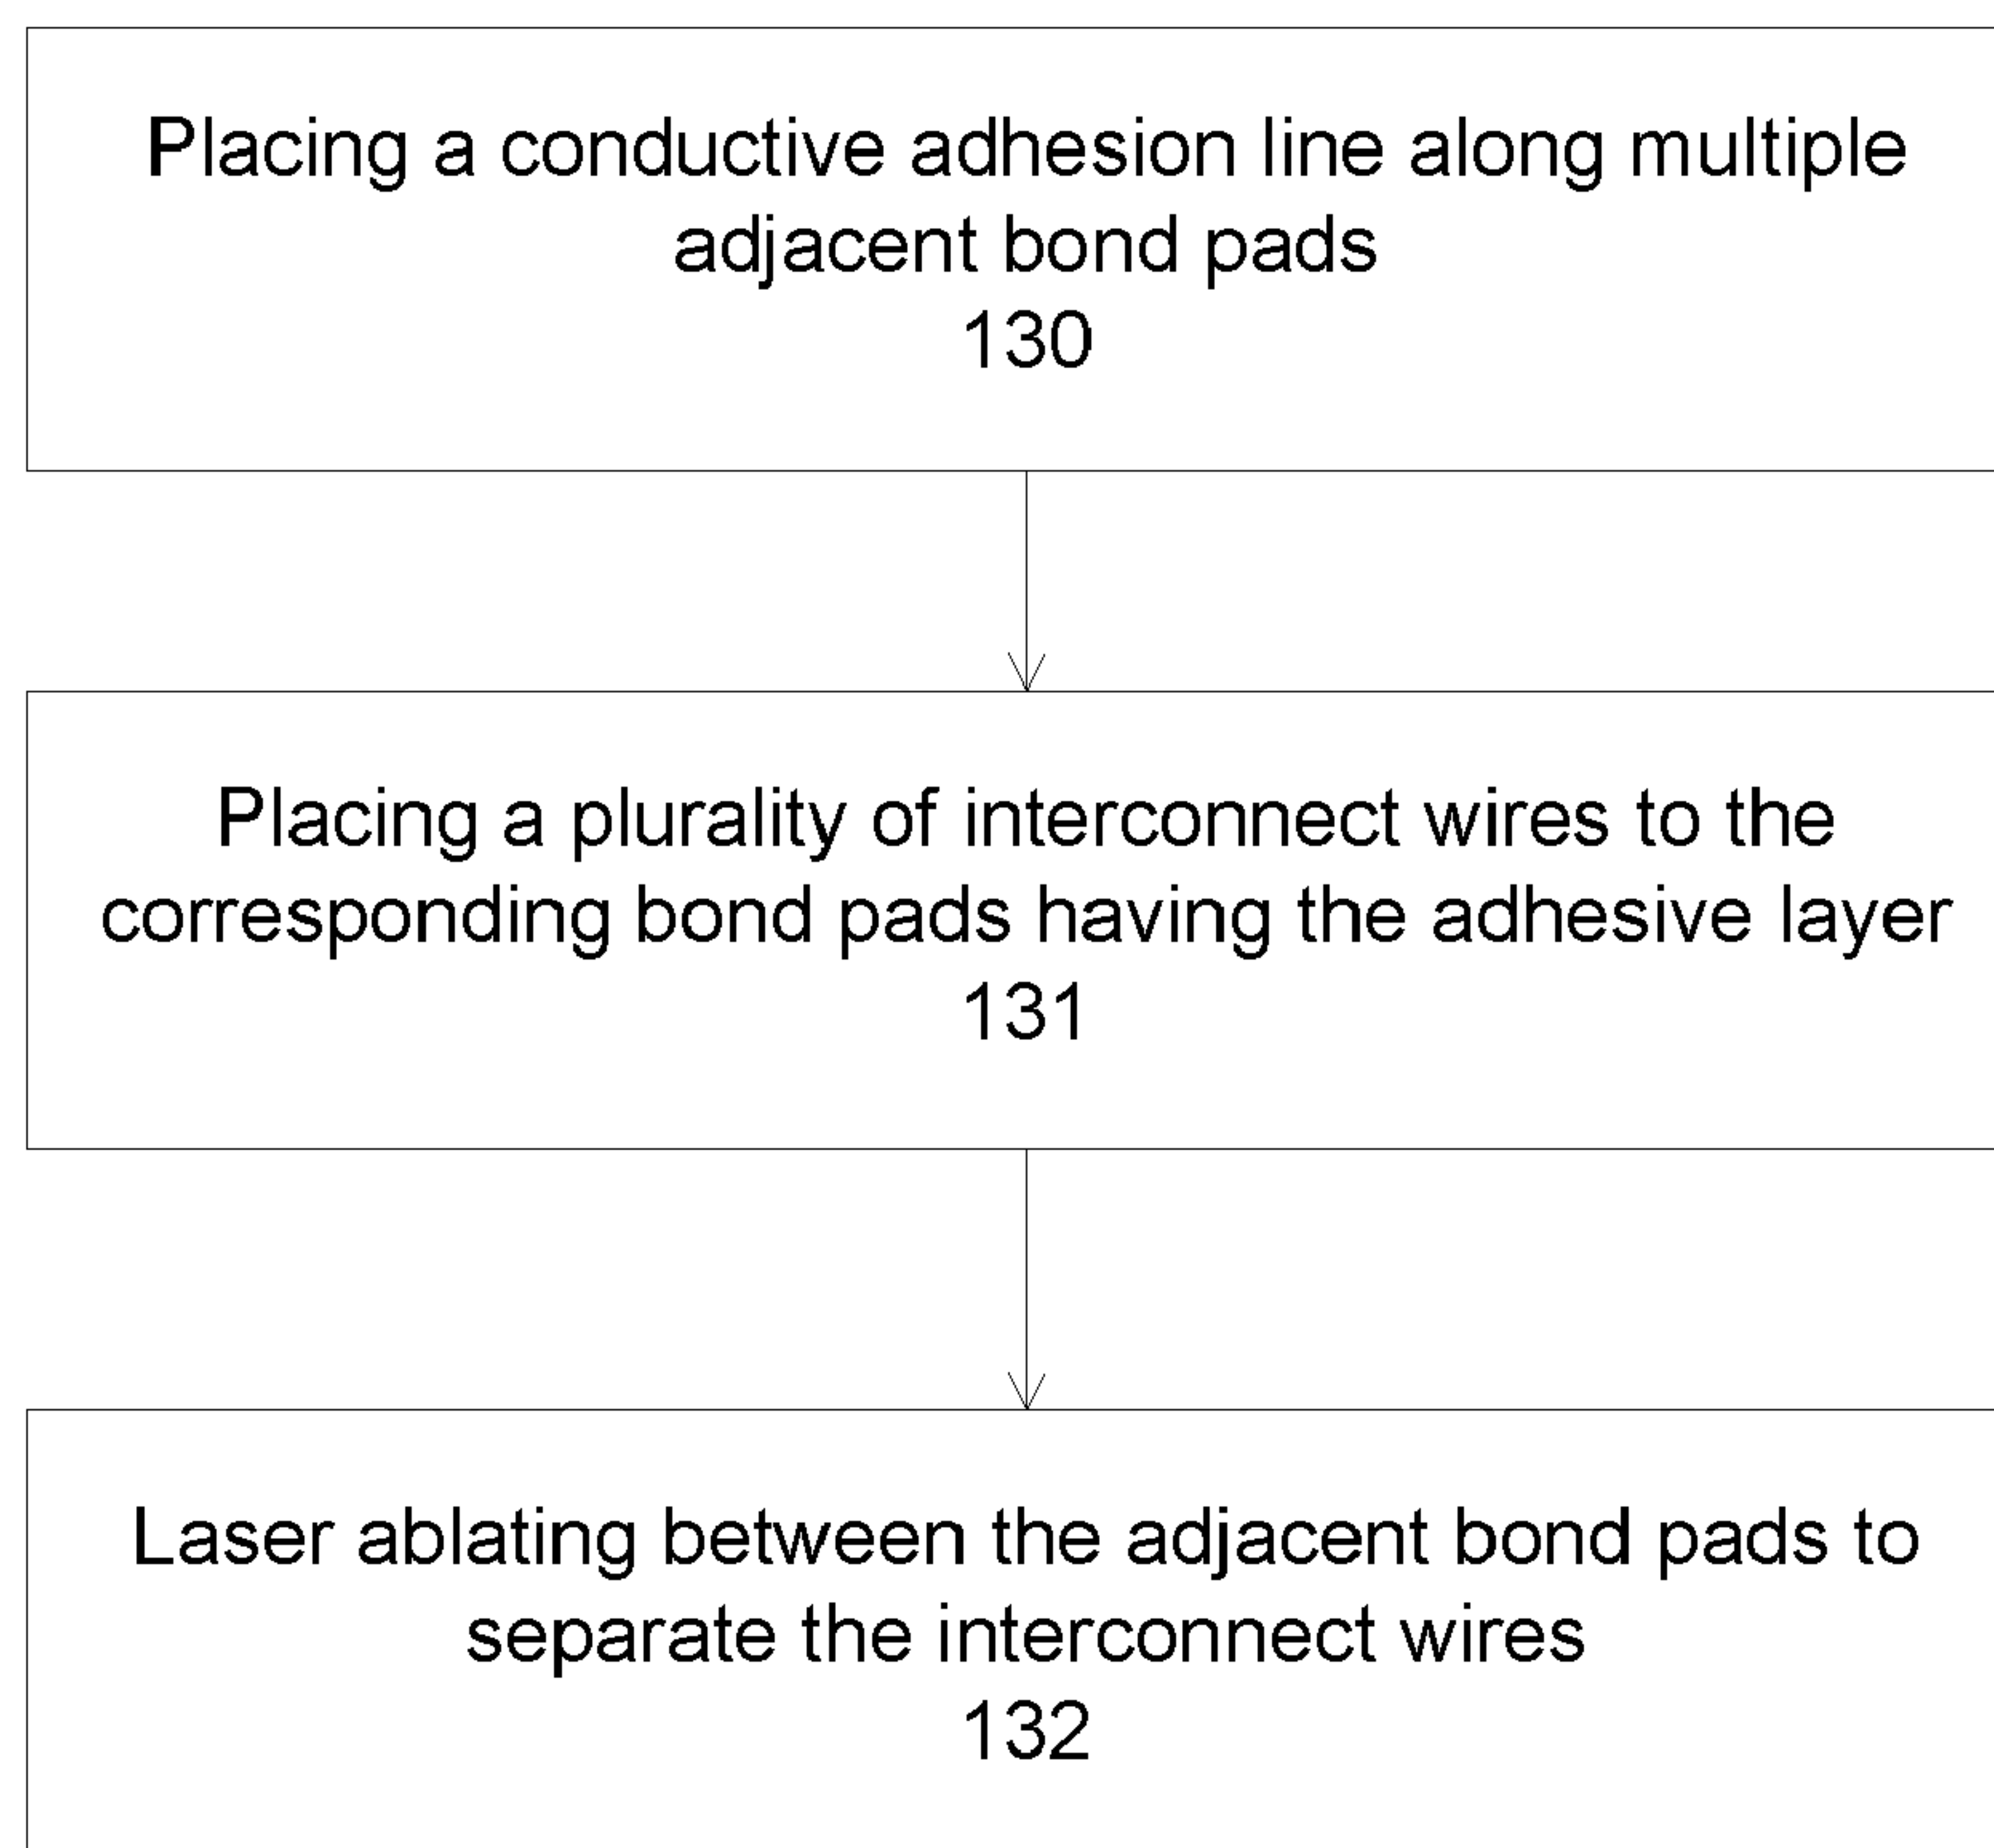 Placing a conductive adhesion line along multiple
adjacent bond pads
130
Placing a plurality of interconnect wires to the
corresponding bond pads having the adhesive layer
131
Laser ablating between the adjacent bond pads to
separate the interconnect wires
132